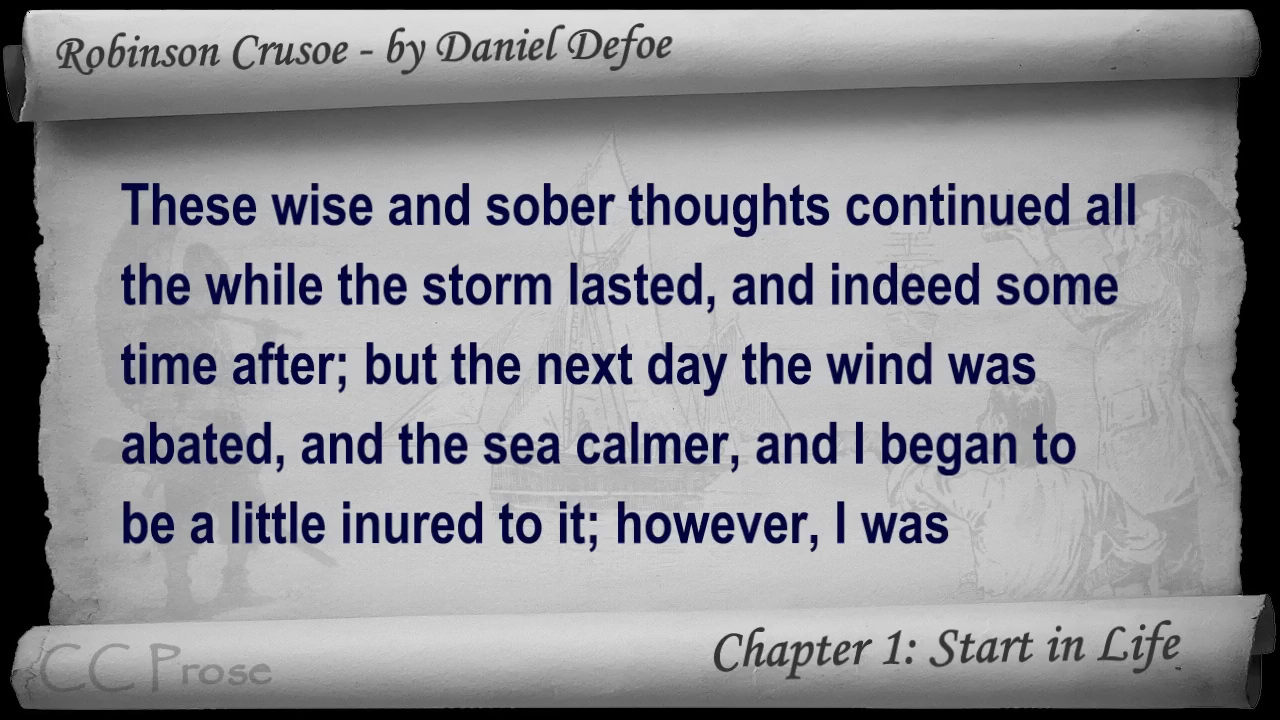 Robinson Crusoe - by Daniel Defoe
These wise and sober thoughts continued all
the while the storm lasted, and indeed some
time after; but the next day the wind was
abated, and the sea calmer, and I began to
be a little inured to it; however, I was
Chapter 1: Start in Life
CC Prose